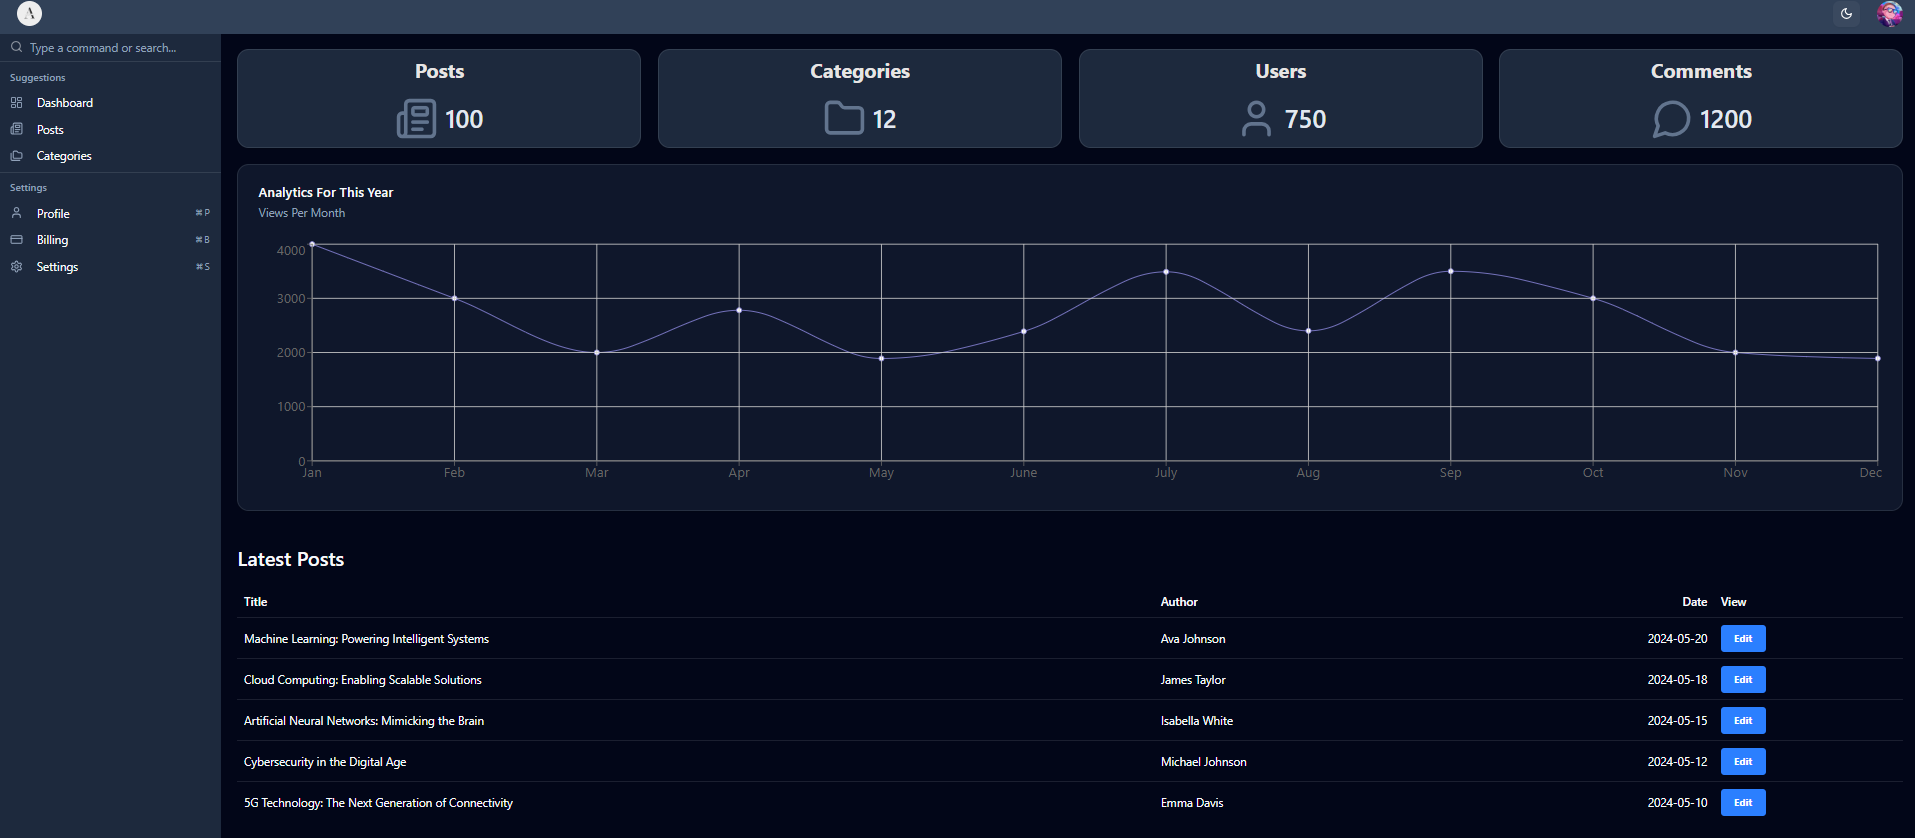 A
Type a command or search...
Suggestions
Dashboard
Posts
Categories
Settings
Profile ⌘P
Billing ⌘B
Settings ⌘S
Posts
100
Categories
12
Users
750
Comments
1200
Analytics For This Year
Views Per Month
4000
3000
2000
1000
0
Jan Feb Mar Apr May June July Aug Sep Oct Nov Dec
Latest Posts
Title Author Date View
Machine Learning: Powering Intelligent Systems Ava Johnson 2024-05-20 Edit
Cloud Computing: Enabling Scalable Solutions James Taylor 2024-05-18 Edit
Artificial Neural Networks: Mimicking the Brain Isabella White 2024-05-15 Edit
Cybersecurity in the Digital Age Michael Johnson 2024-05-12 Edit
5G Technology: The Next Generation of Connectivity Emma Davis 2024-05-10 Edit